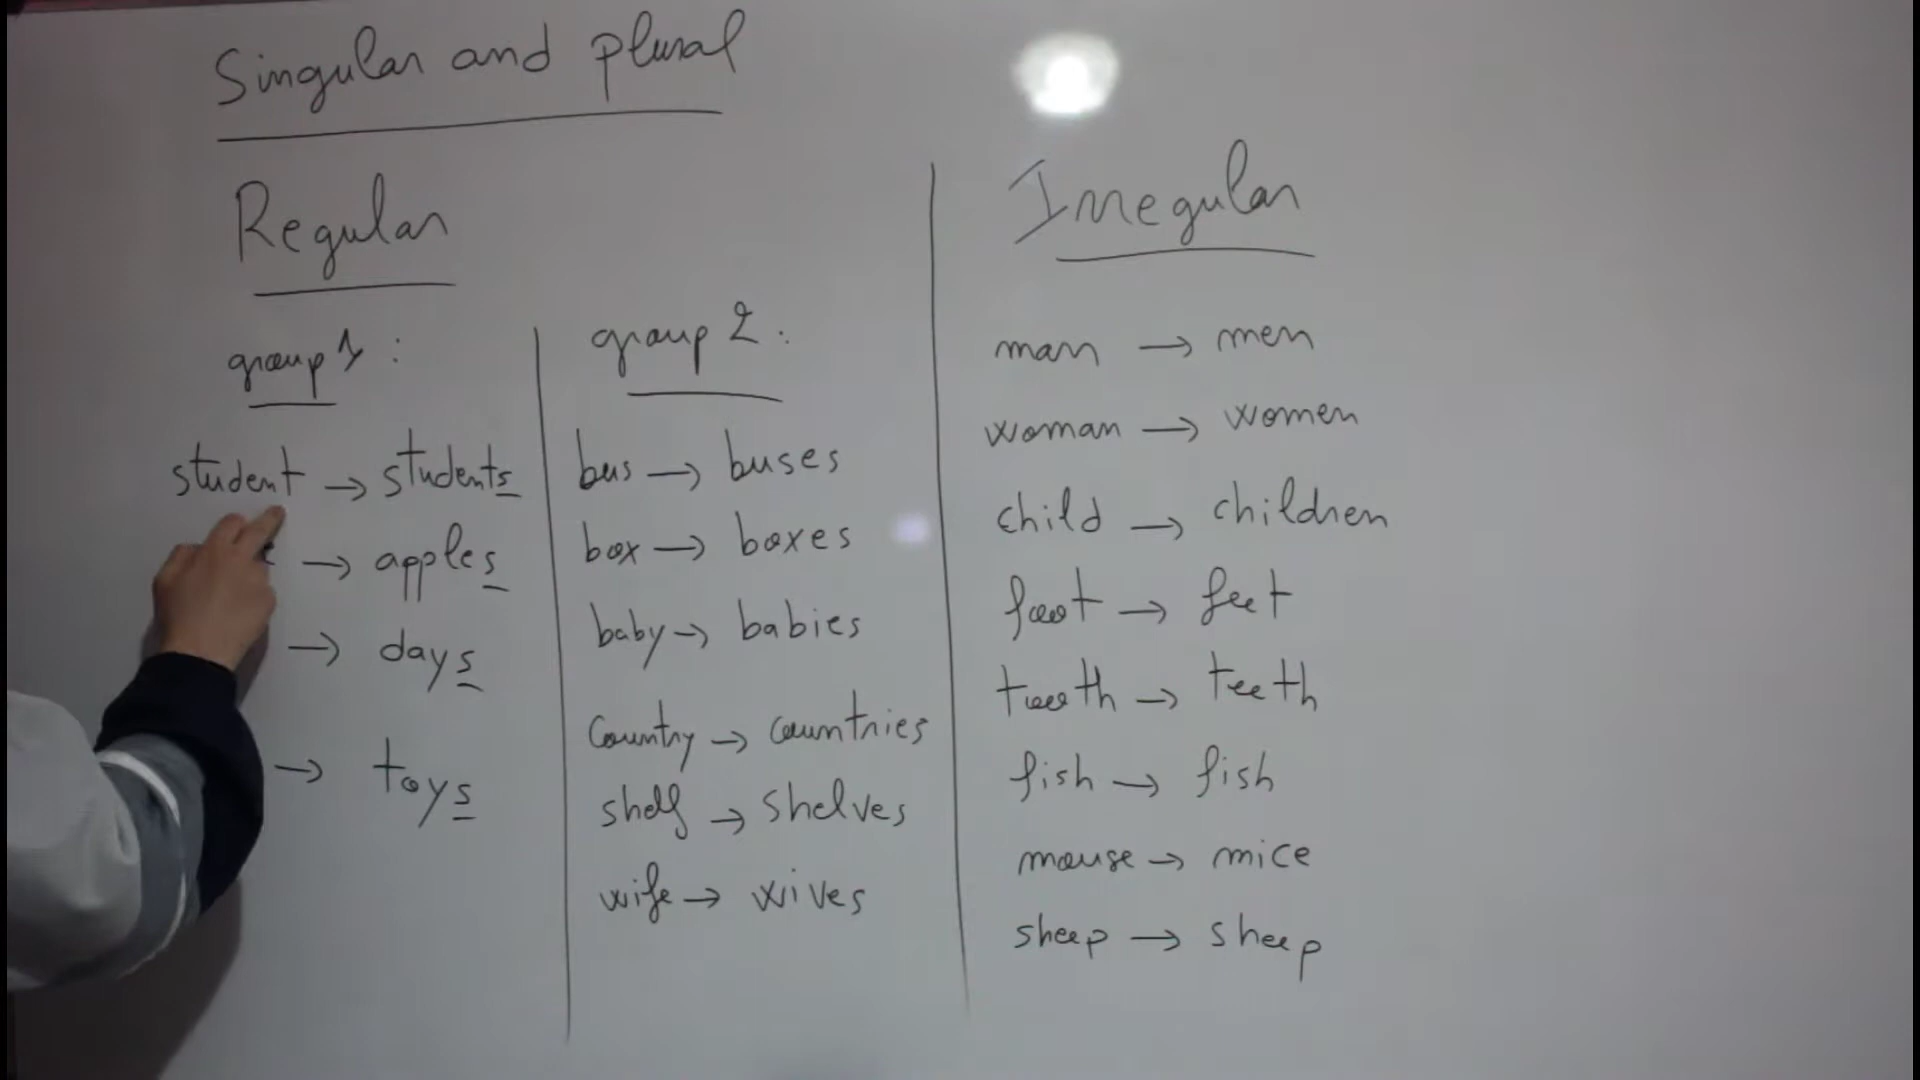 Singular and plural
Regular
group 1 :
student → students
→ apples
→ days
→ toys
group 2 :
bus → buses
box → boxes
baby → babies
Country → countries
shelf → shelves
wife → wives
Irregular
man → men
woman → women
child → children
foot → feet
tooth → teeth
fish → fish
mouse → mice
sheep → sheep